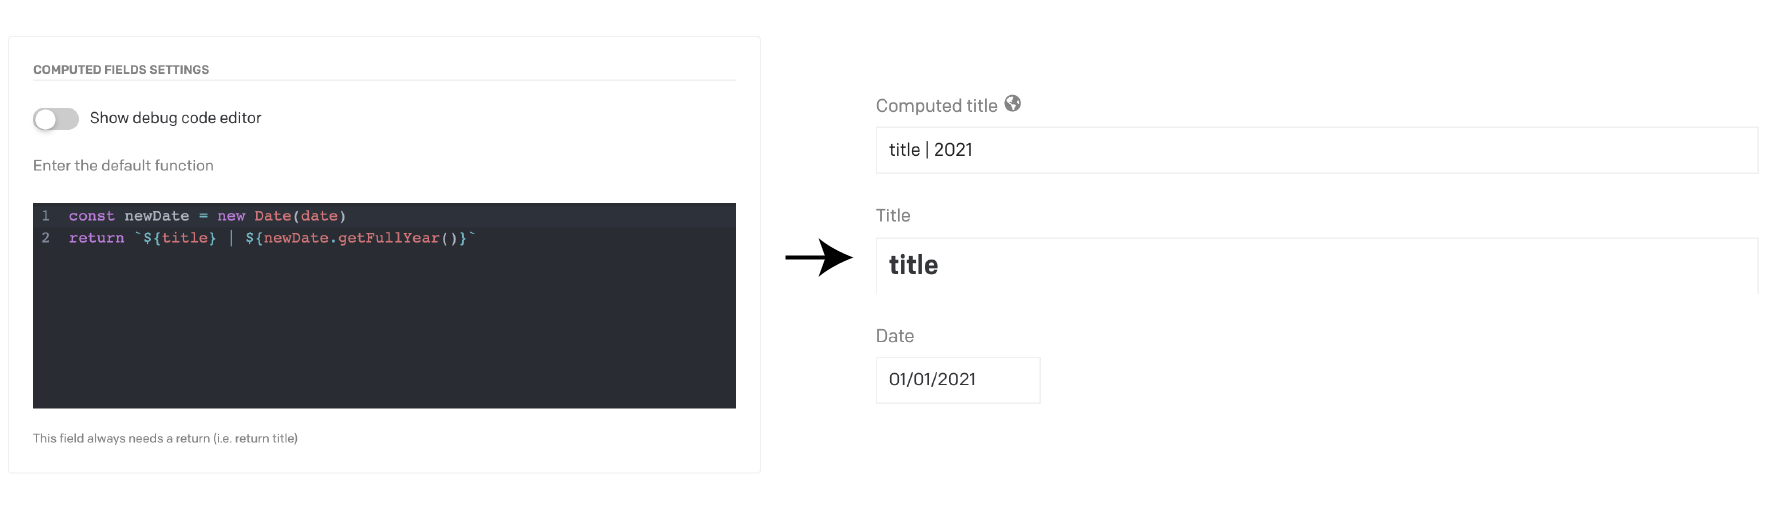 COMPUTED FIELDS SETTINGS
Show debug code editor
Enter the default function
1 const newDate = new Date(date)
2 return `${title} | ${newDate.getFullYear()}`
This field always needs a return (i.e. return title)
Computed title
title | 2021
Title
title
Date
01/01/2021